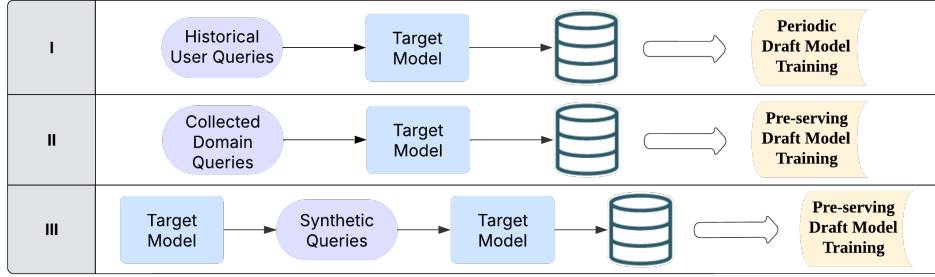 I
Historical
User Queries
Target
Model
Periodic
Draft Model
Training
II
Collected
Domain
Queries
Target
Model
Pre-serving
Draft Model
Training
III
Target
Model
Synthetic
Queries
Target
Model
Pre-serving
Draft Model
Training